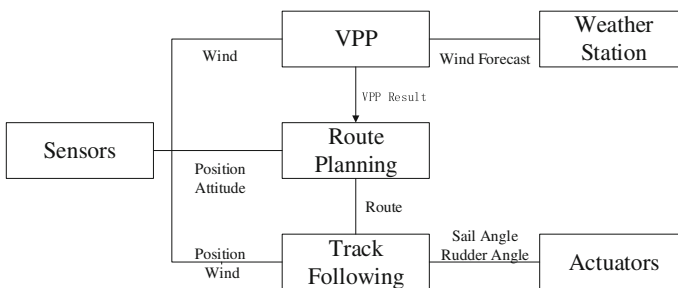 VPP
Weather
Station
Wind
Wind Forecast
VPP Result
Sensors
Route
Planning
Position
Attitude
Route
Position
Wind
Track
Following
Sail Angle
Rudder Angle
Actuators